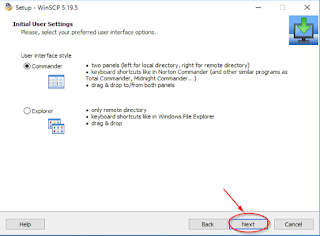 Setup - WinSCP 5.19.5
Initial User Settings
Please, select your preferred user interface options.
User interface style
Commander
• two panels (left for local directory, right for remote directory)
• keyboard shortcuts like in Norton Commander (and other similar programs as
Total Commander, Midnight Commander...)
• drag & drop to/from both panels
Explorer
• only remote directory
• keyboard shortcuts like in Windows File Explorer
• drag & drop
Help
Back
Next
Cancel